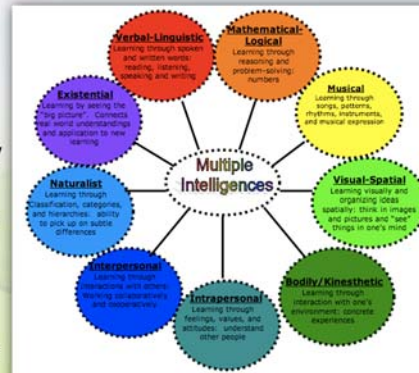 Verbal-Linguistic
Learning through spoken
and written words:
reading, listening,
speaking and writing
Mathematical-
Logical
Learning through
reasoning and
problem-solving:
numbers
Existential
Learning by seeing the
"big picture". Connects
real world understandings
and application to new
learning
Musical
Learning through
songs, patterns,
rhythms, instruments,
and musical expression
Multiple
Intelligences
Naturalist
Learning through
Classification, categories,
and hierarchies: ability
to pick up on subtle
differences
Visual-Spatial
Learning visually and
organizing ideas
spatially: think in images
and pictures and "see"
things in one's mind
Interpersonal
Learning through
interactions with others:
Working collaboratively
and cooperatively
Intrapersonal
Learning through
feelings, values, and
attitudes: understand
other people
Bodily/Kinesthetic
Learning through
interaction with one's
environment: concrete
experiences